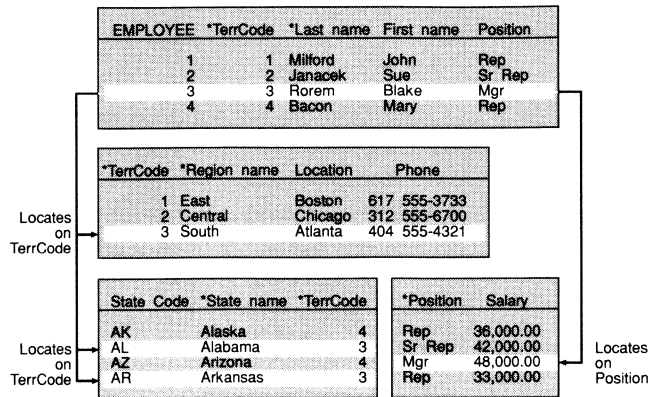 EMPLOYEE *TerrCode *Last name First name Position
1 1 Milford John Rep
2 2 Janacek Sue Sr Rep
3 3 Rorem Blake Mgr
4 4 Bacon Mary Rep
*TerrCode *Region name Location Phone
1 East Boston 617 555-3733
2 Central Chicago 312 555-6700
3 South Atlanta 404 555-4321
Locates
on
TerrCode
State Code *State name *TerrCode
AK Alaska 4
AL Alabama 3
AZ Arizona 4
AR Arkansas 3
Locates
on
TerrCode
*Position Salary
Rep 36,000.00
Sr Rep 42,000.00
Mgr 48,000.00
Rep 33,000.00
Locates
on
Position